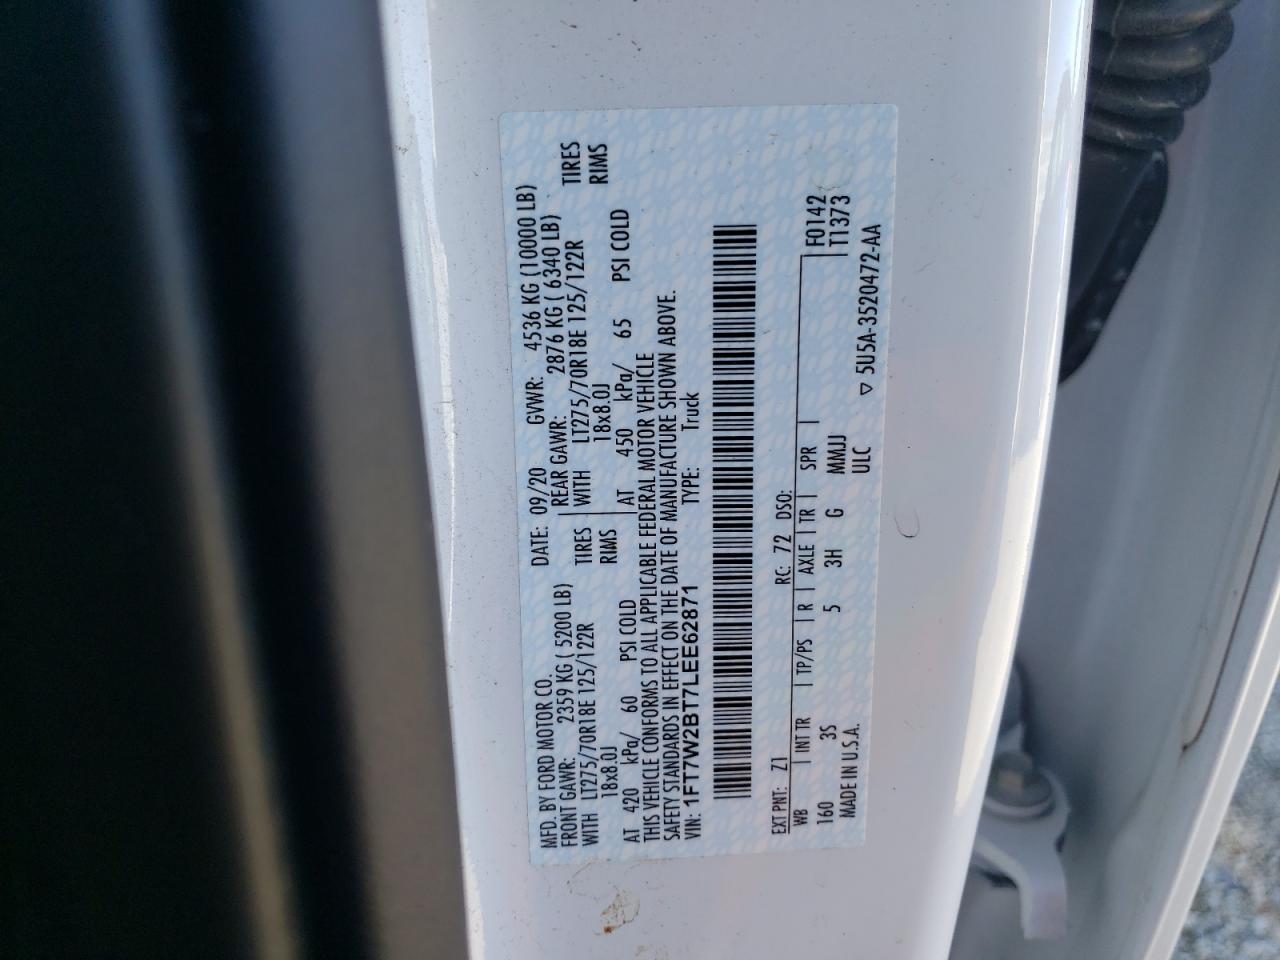 MFD. BY FORD MOTOR CO.
DATE: 09/20 GVWR: 4536 KG (10000 LB)
FRONT GAWR: 2359 KG ( 5200 LB)
REAR GAWR: 2876 KG ( 6340 LB)
WITH LT275/70R18E 125/122R TIRES
WITH LT275/70R18E 125/122R TIRES
18x8.0J RIMS
18x8.0J RIMS
AT 420 kPa/ 60 PSI COLD
AT 450 kPa/ 65 PSI COLD
THIS VEHICLE CONFORMS TO ALL APPLICABLE FEDERAL MOTOR VEHICLE
SAFETY STANDARDS IN EFFECT ON THE DATE OF MANUFACTURE SHOWN ABOVE.
VIN: 1FT7W2BT7LEE62871 TYPE: Truck
EXT PNT: Z1 RC: 72 DSO:
WB INT TR TP/PS R AXLE TR SPR F0142
160 3S 5 3H G MMJJ T1373
MADE IN U.S.A. ULC
▽ 5U5A-3520472-AA